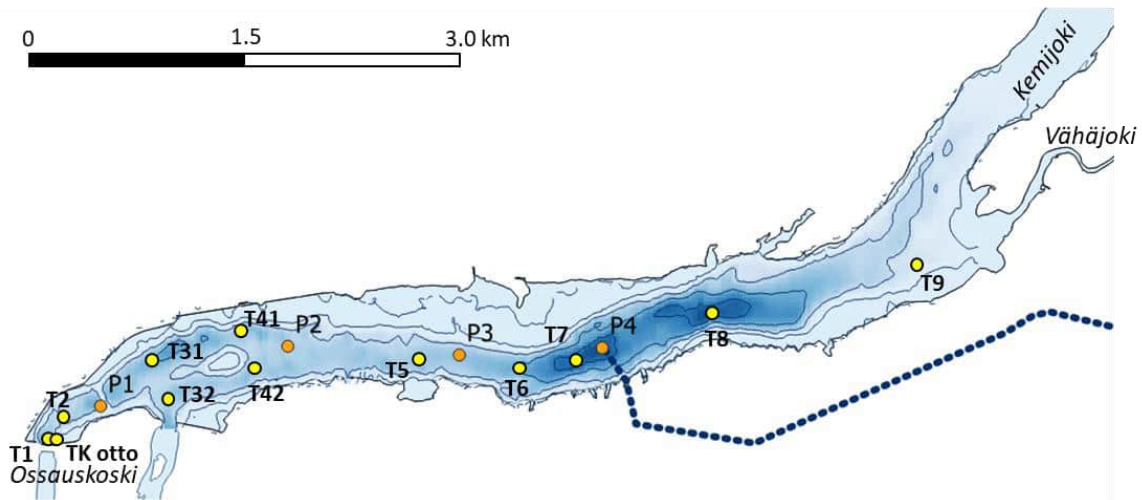 0 1.5 3.0 km
Kemijoki
Vähäjoki
T9
T41
P2
P3
T7
P4
T8
T31
T5
T6
P1
T32
T42
T2
T1
TK otto
Ossauskoski